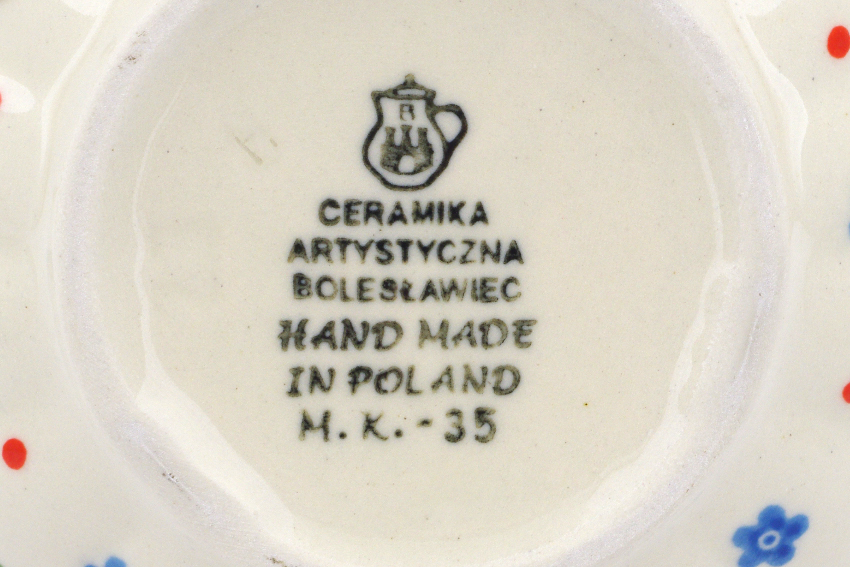 CERAMIKA
ARTYSTYCZNA
BOLESŁAWIEC
HAND MADE
IN POLAND
M. K. - 35